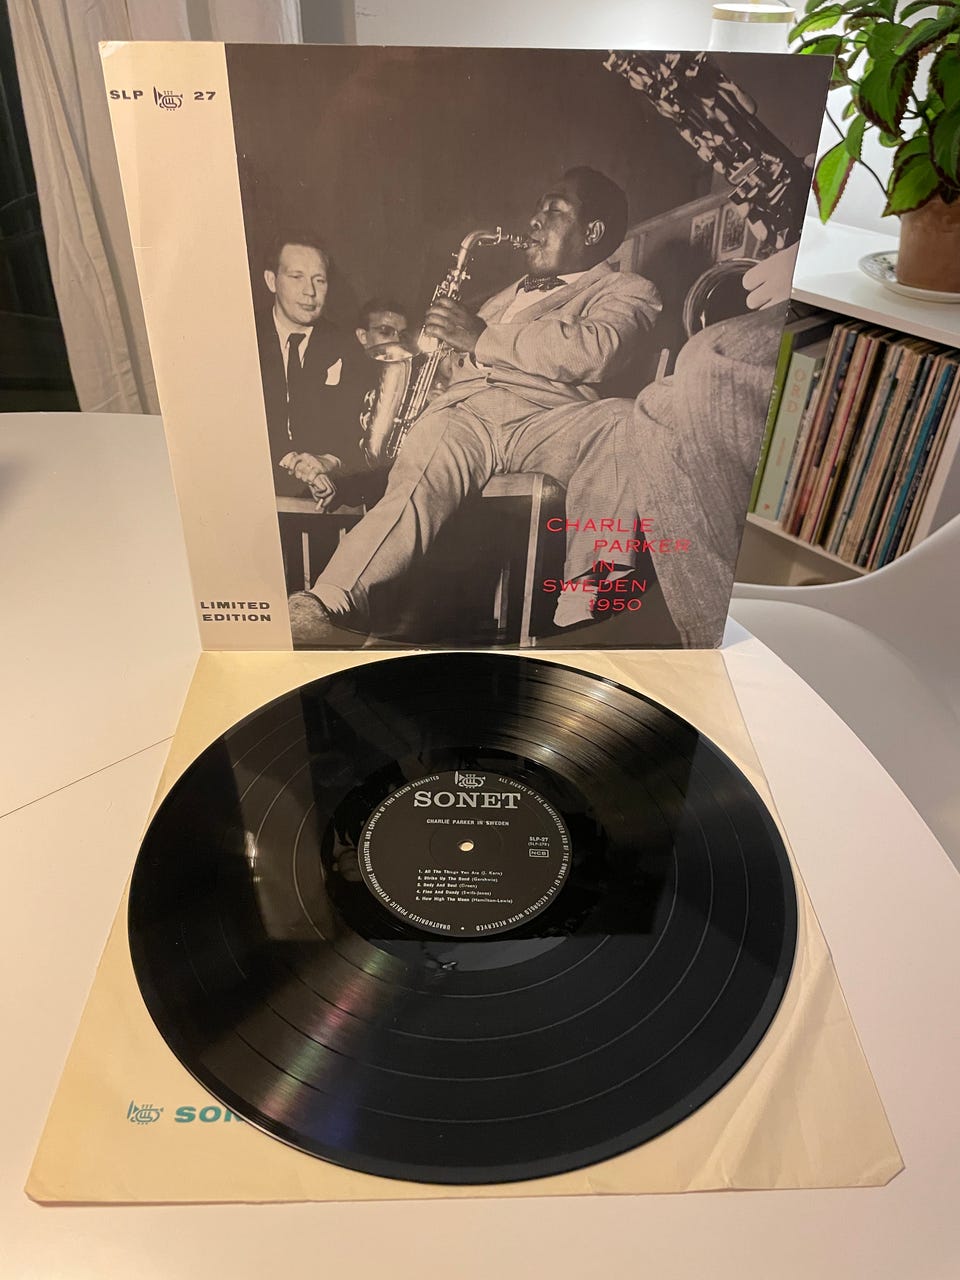 SLP 27
CHARLIE
PARKER
IN
SWEDEN
1950
LIMITED
EDITION
UNAUTHORISED PUBLIC PERFORMANCE BROADCASTING AND COPYING OF THIS RECORD PROHIBITED
ALL RIGHTS OF THE MANUFACTURER AND OF THE OWNER OF THE RECORDED WORK RESERVED
SONET
CHARLIE PARKER IN SWEDEN
SLP-27
NCB
1. All The Things You Are (J. Kern)
2. Strike Up The Band (Gershwin)
3. Body And Soul (Green)
4. Fine And Dandy (Swift-James)
5. How High The Moon (Hamilton-Lewis)
SON